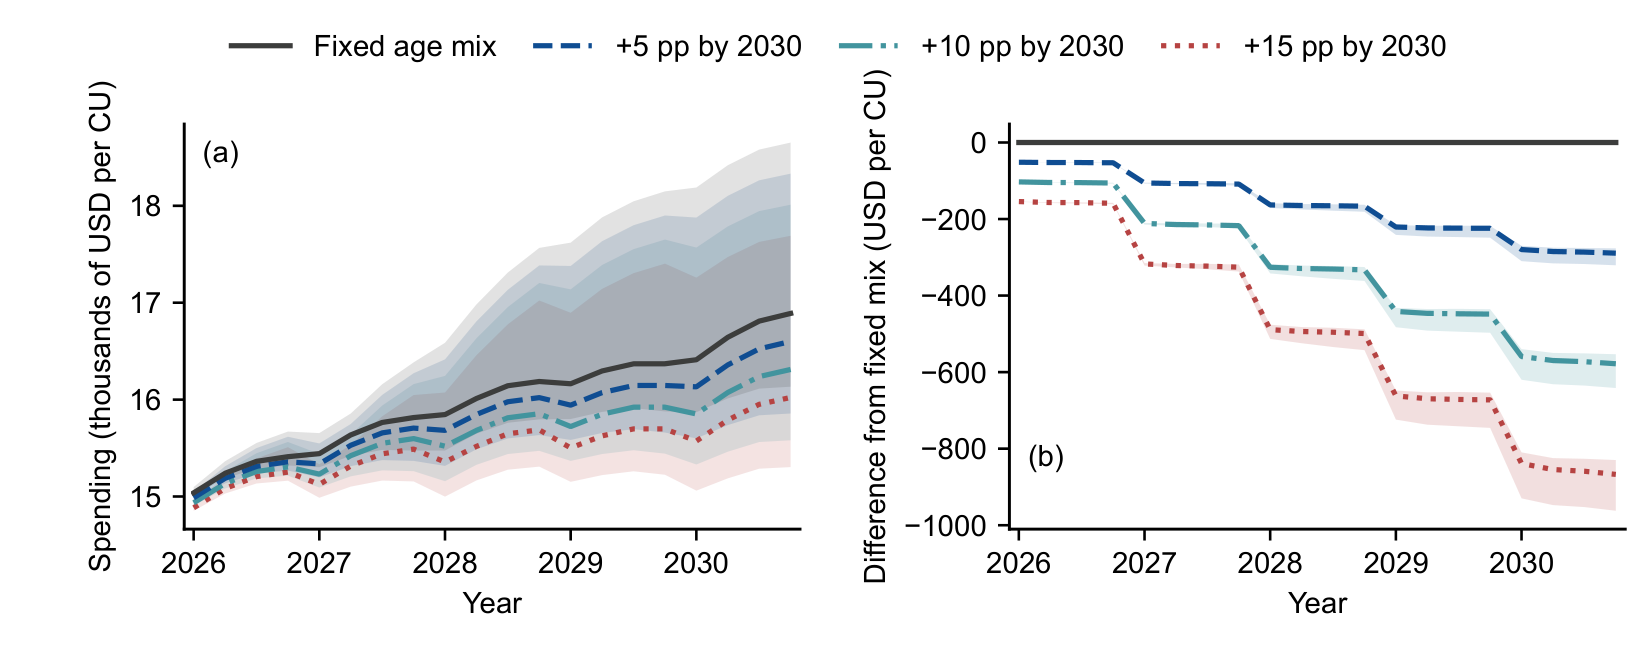 Fixed age mix +5 pp by 2030 +10 pp by 2030 +15 pp by 2030
Spending (thousands of USD per CU)
(a)
18
17
16
15
2026 2027 2028 2029 2030
Year
Difference from fixed mix (USD per CU)
(b)
0
−200
−400
−600
−800
−1000
2026 2027 2028 2029 2030
Year